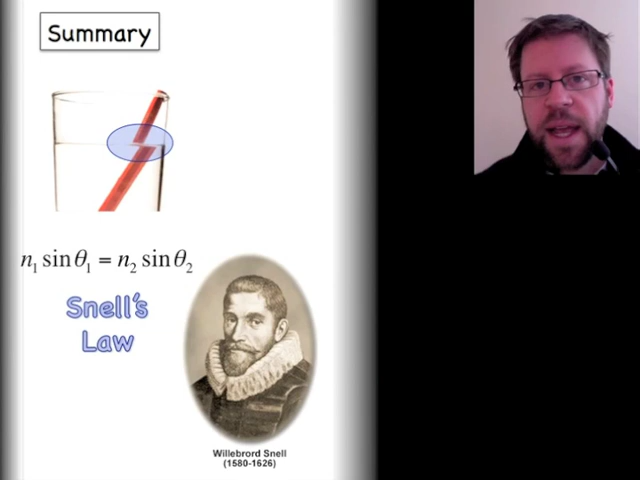 Summary
n₁ sin θ₁ = n₂ sin θ₂
Snell's
Law
Willebrord Snell
(1580-1626)